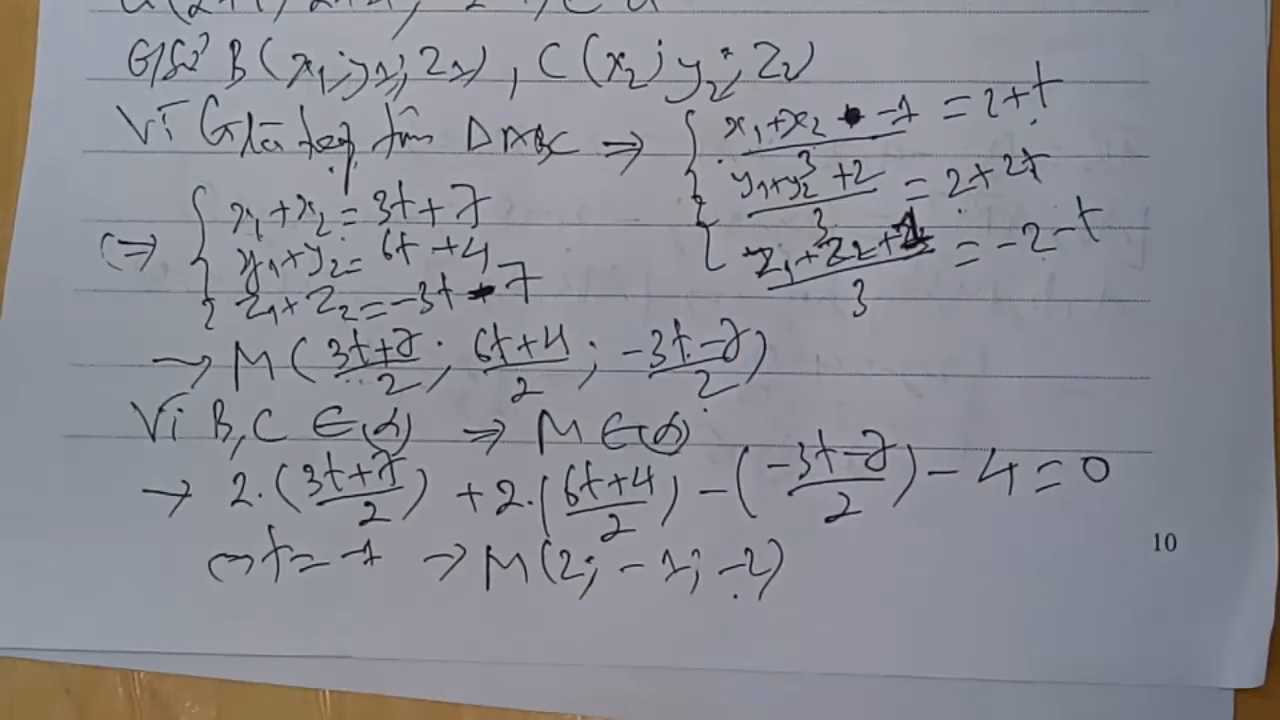 G/Sử B(x₁; y₁; z₁), C(x₂; y₂; z₂)
Vì G là trọng tâm ΔABC ⇒ { (x₁+x₂-1)/3 = 2+t
{ (y₁+y₂+2)/3 = 2+2t
{ (z₁+z₂+1)/3 = -2-t
⇔ { x₁+x₂ = 3t+7
{ y₁+y₂ = 6t+4
{ z₁+z₂ = -3t-7
→ M((3t+7)/2; (6t+4)/2; (-3t-7)/2)
Vì B, C ∈ (α) ⇒ M ∈ (α)
→ 2.((3t+7)/2) + 2.((6t+4)/2) - ((-3t-7)/2) - 4 = 0
⇔ t = -1 → M(2; -1; -2)
10